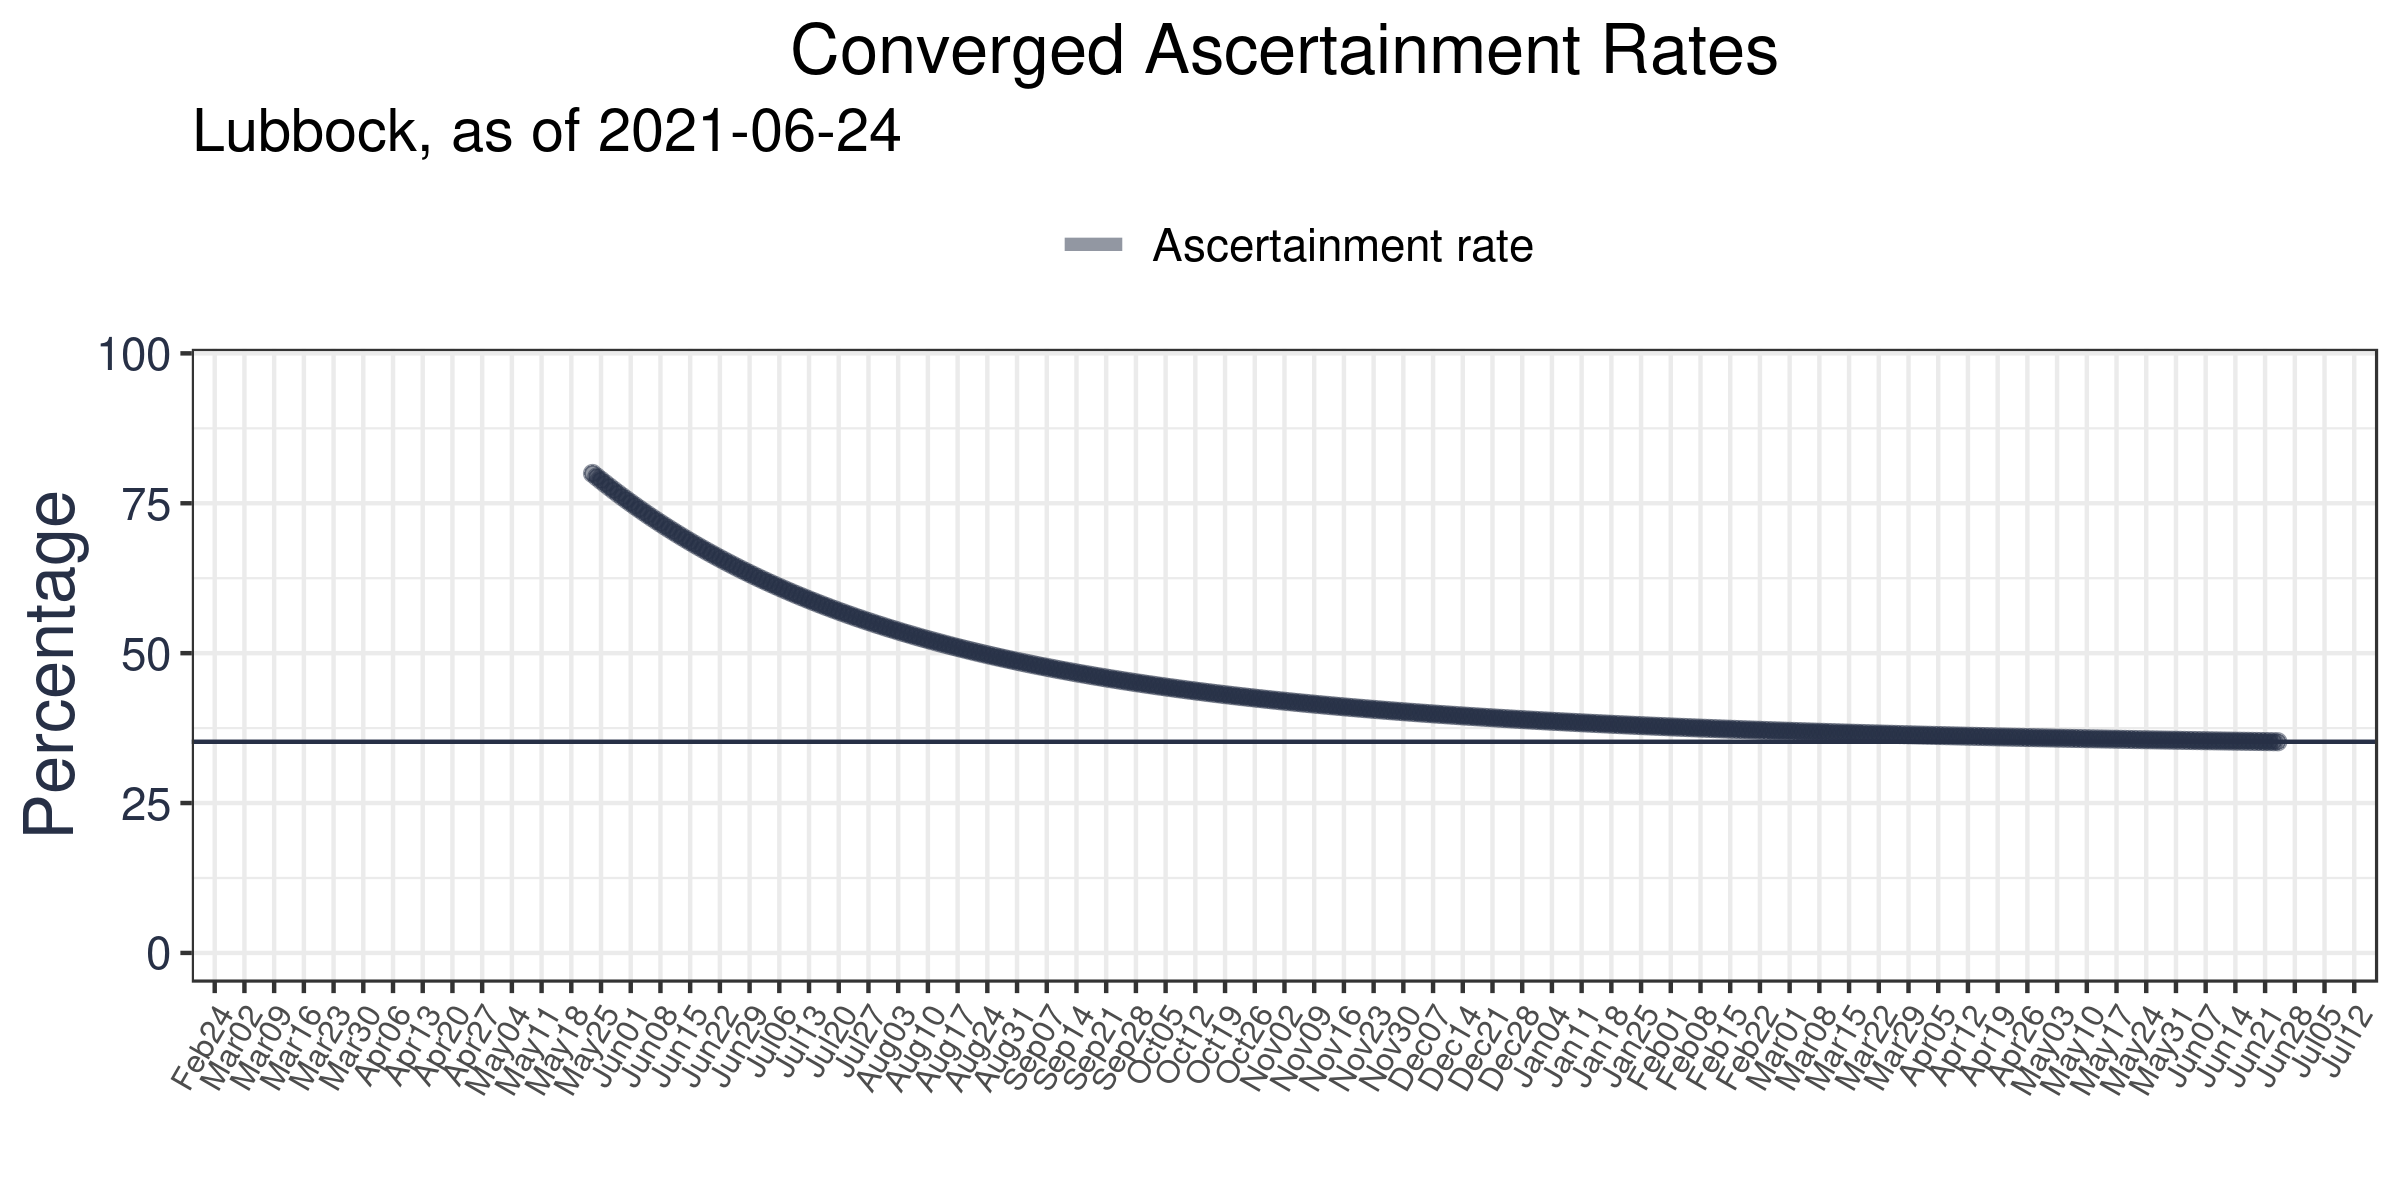 Converged Ascertainment Rates
Lubbock, as of 2021-06-24
Ascertainment rate
Percentage
100
75
50
25
0
Feb24
Mar02
Mar09
Mar16
Mar23
Mar30
Apr06
Apr13
Apr20
Apr27
May04
May11
May18
May25
Jun01
Jun08
Jun15
Jun22
Jun29
Jul06
Jul13
Jul20
Jul27
Aug03
Aug10
Aug17
Aug24
Aug31
Sep07
Sep14
Sep21
Sep28
Oct05
Oct12
Oct19
Oct26
Nov02
Nov09
Nov16
Nov23
Nov30
Dec07
Dec14
Dec21
Dec28
Jan04
Jan11
Jan18
Jan25
Feb01
Feb08
Feb15
Feb22
Mar01
Mar08
Mar15
Mar22
Mar29
Apr05
Apr12
Apr19
Apr26
May03
May10
May17
May24
May31
Jun07
Jun14
Jun21
Jun28
Jul05
Jul12